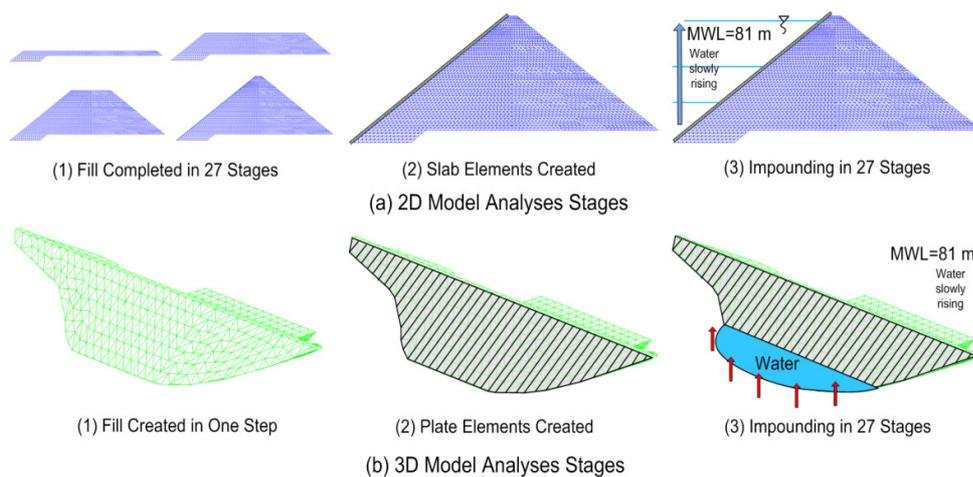 MWL=81 m
Water
slowly
rising
(1) Fill Completed in 27 Stages
(2) Slab Elements Created
(3) Impounding in 27 Stages
(a) 2D Model Analyses Stages
MWL=81 m
Water
slowly
rising
Water
(1) Fill Created in One Step
(2) Plate Elements Created
(3) Impounding in 27 Stages
(b) 3D Model Analyses Stages